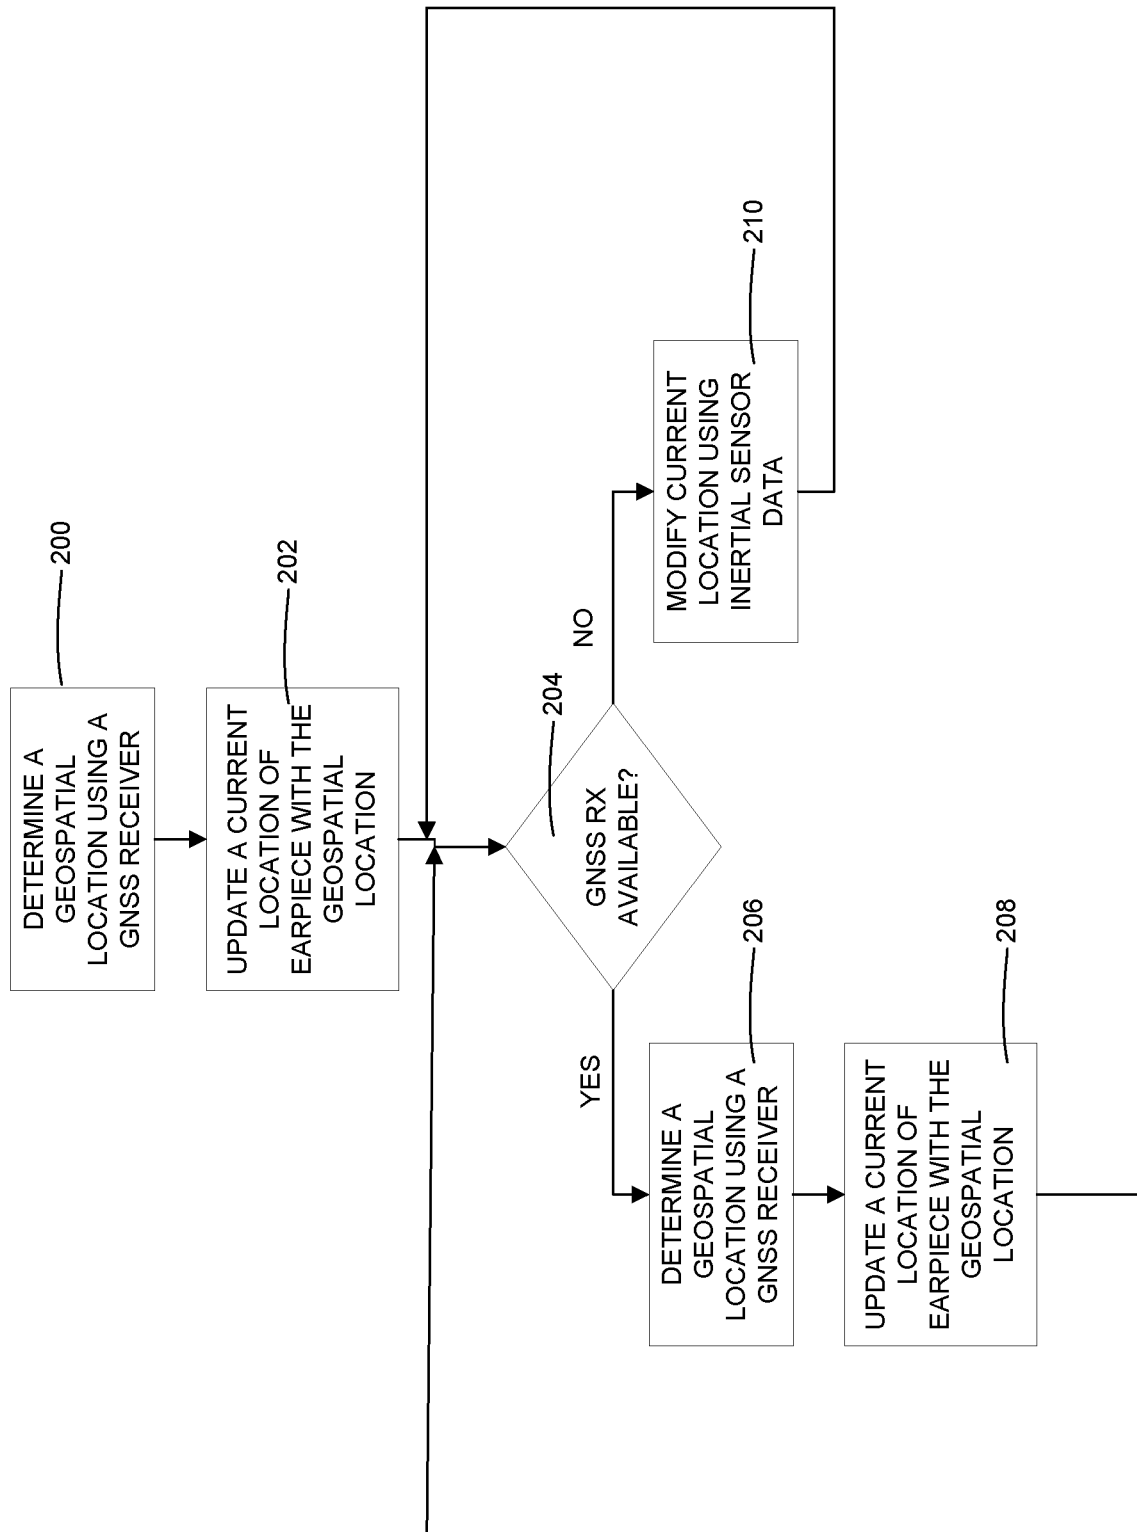 DETERMINE A
GEOSPATIAL
LOCATION USING A
GNSS RECEIVER
200
UPDATE A CURRENT
LOCATION OF
EARPIECE WITH THE
GEOSPATIAL
LOCATION
202
GNSS RX
AVAILABLE?
204
YES
NO
DETERMINE A
GEOSPATIAL
LOCATION USING A
GNSS RECEIVER
206
UPDATE A CURRENT
LOCATION OF
EARPIECE WITH THE
GEOSPATIAL
LOCATION
208
MODIFY CURRENT
LOCATION USING
INERTIAL SENSOR
DATA
210